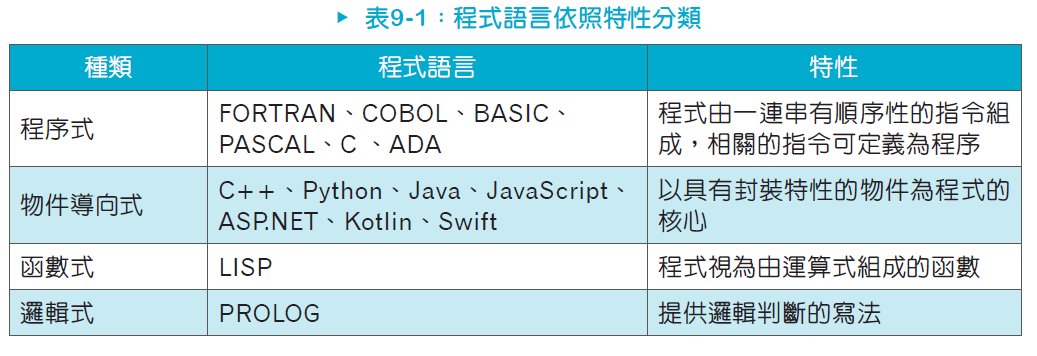 ▶ 表9-1：程式語言依照特性分類
種類 程式語言 特性
程序式
FORTRAN、COBOL、BASIC、
PASCAL、C 、ADA
程式由一連串有順序性的指令組
成，相關的指令可定義為程序
物件導向式
C++、Python、Java、JavaScript、
ASP.NET、Kotlin、Swift
以具有封裝特性的物件為程式的
核心
函數式
LISP
程式視為由運算式組成的函數
邏輯式
PROLOG
提供邏輯判斷的寫法